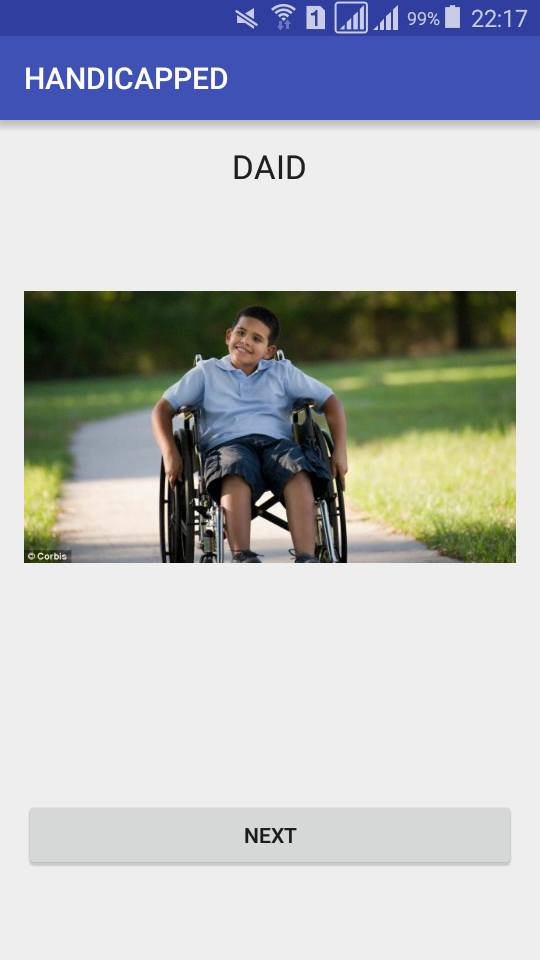 1 99% 22:17
HANDICAPPED
DAID
© Corbis
NEXT